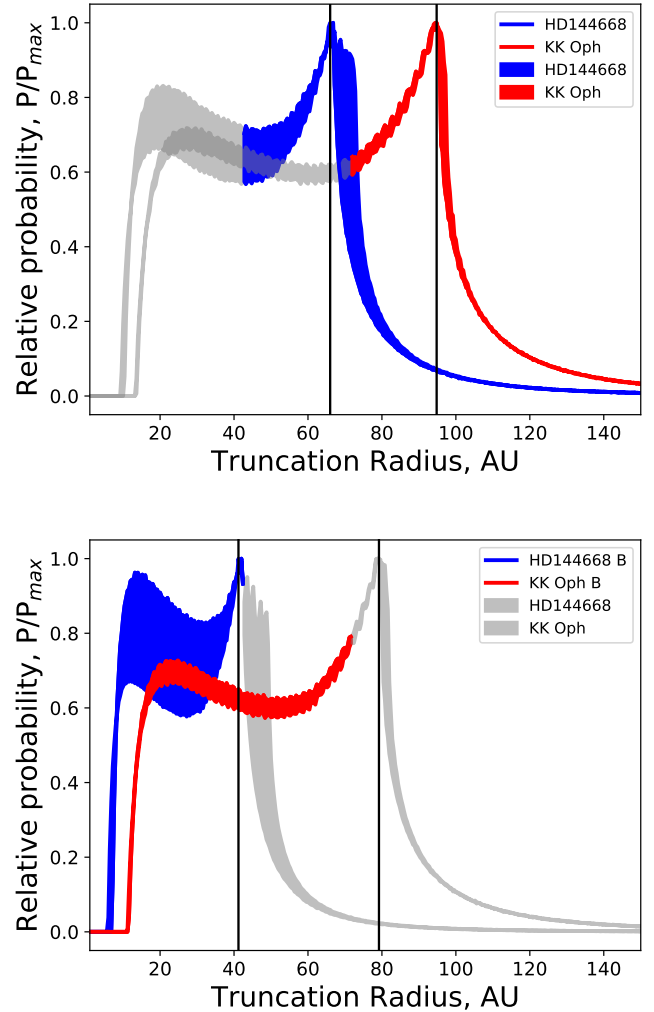 Relative probability, P/P_max
1.0
0.8
0.6
0.4
0.2
0.0
HD144668
KK Oph
HD144668
KK Oph
20 40 60 80 100 120 140
Truncation Radius, AU
Relative probability, P/P_max
1.0
0.8
0.6
0.4
0.2
0.0
HD144668 B
KK Oph B
HD144668
KK Oph
20 40 60 80 100 120 140
Truncation Radius, AU